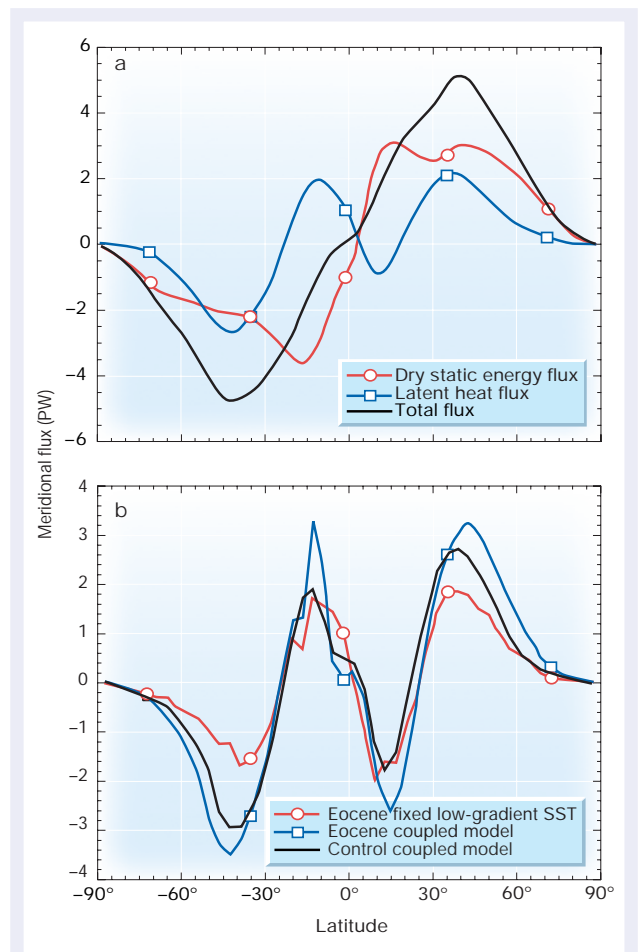 a
6
4
2
0
−2
−4
−6
Dry static energy flux
Latent heat flux
Total flux
Meridional flux (PW)
b
4
3
2
1
0
−1
−2
−3
−4
Eocene fixed low-gradient SST
Eocene coupled model
Control coupled model
−90° −60° −30° 0° 30° 60° 90°
Latitude